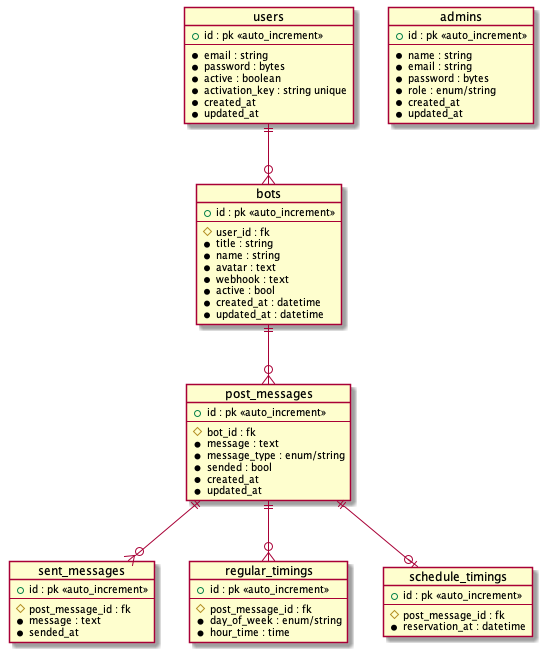 users
id : pk «auto_increment»
email : string
password : bytes
active : boolean
activation_key : string unique
created_at
updated_at
admins
id : pk «auto_increment»
name : string
email : string
password : bytes
role : enum/string
created_at
updated_at
bots
id : pk «auto_increment»
user_id : fk
title : string
name : string
avatar : text
webhook : text
active : bool
created_at : datetime
updated_at : datetime
post_messages
id : pk «auto_increment»
bot_id : fk
message : text
message_type : enum/string
sended : bool
created_at
updated_at
sent_messages
id : pk «auto_increment»
post_message_id : fk
message : text
sended_at
regular_timings
id : pk «auto_increment»
post_message_id : fk
day_of_week : enum/string
hour_time : time
schedule_timings
id : pk «auto_increment»
post_message_id : fk
reservation_at : datetime